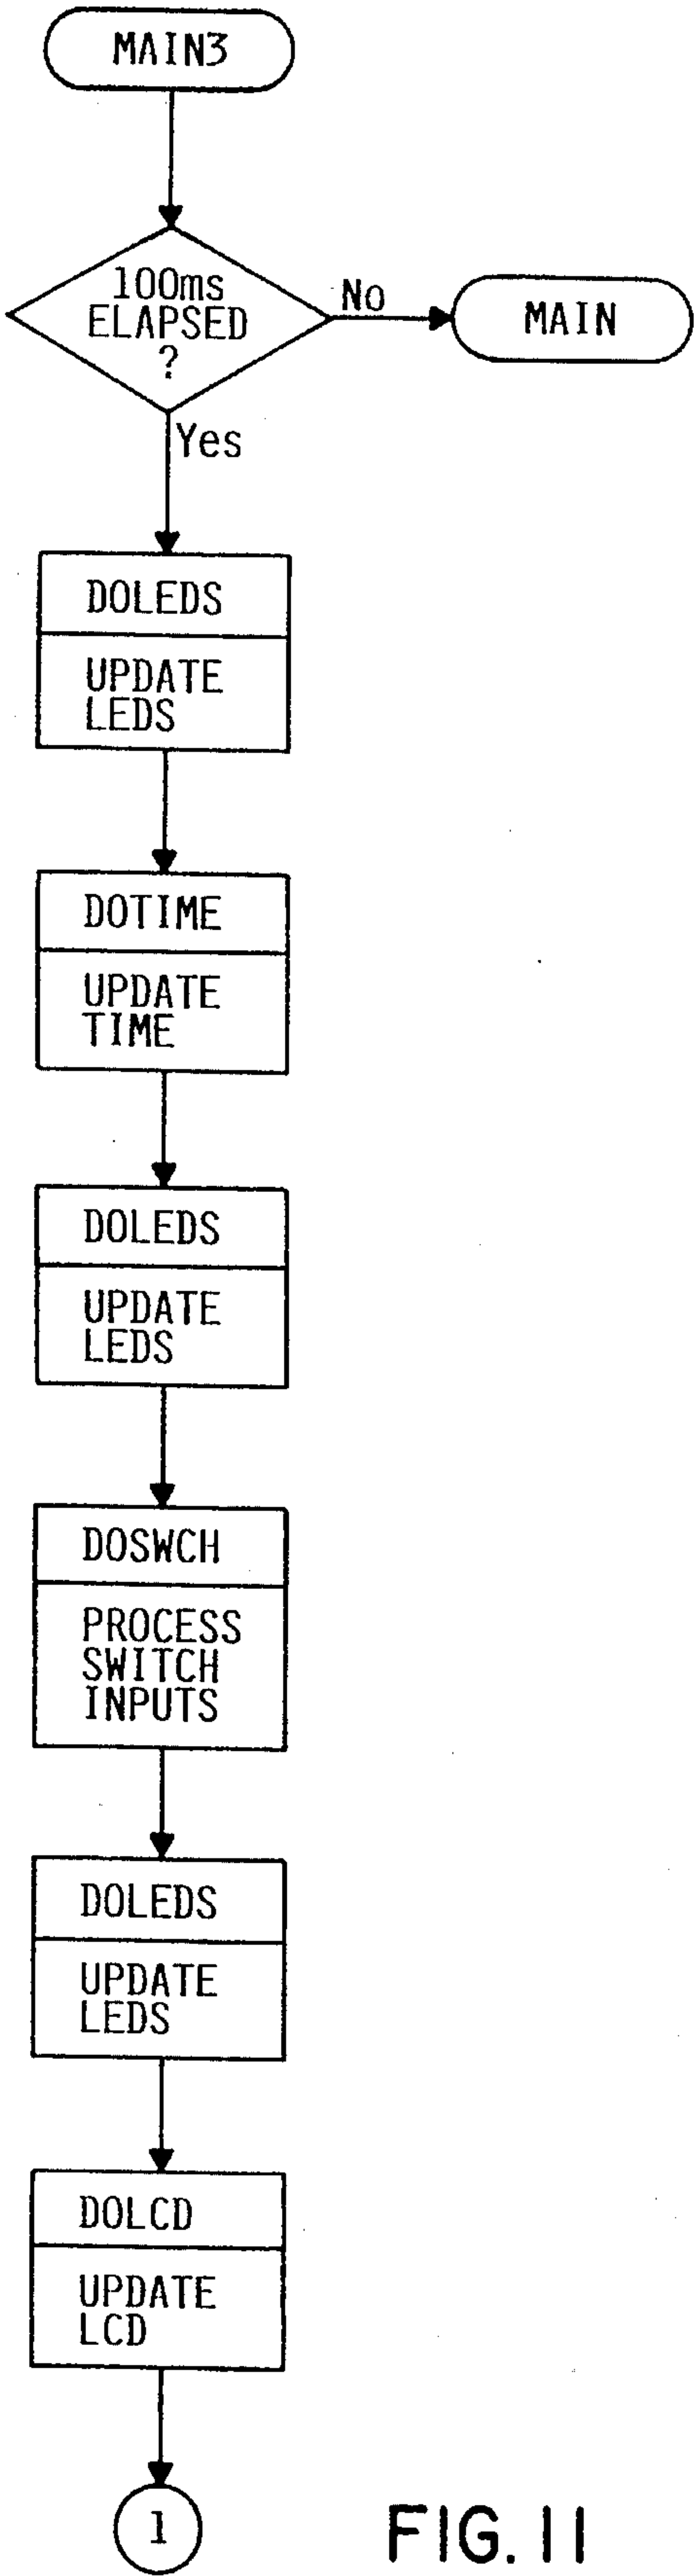 MAIN3
100ms
ELAPSED
?
No
MAIN
Yes
DOLEDS
UPDATE
LEDS
DOTIME
UPDATE
TIME
DOLEDS
UPDATE
LEDS
DOSWCH
PROCESS
SWITCH
INPUTS
DOLEDS
UPDATE
LEDS
DOLCD
UPDATE
LCD
1
FIG. 11